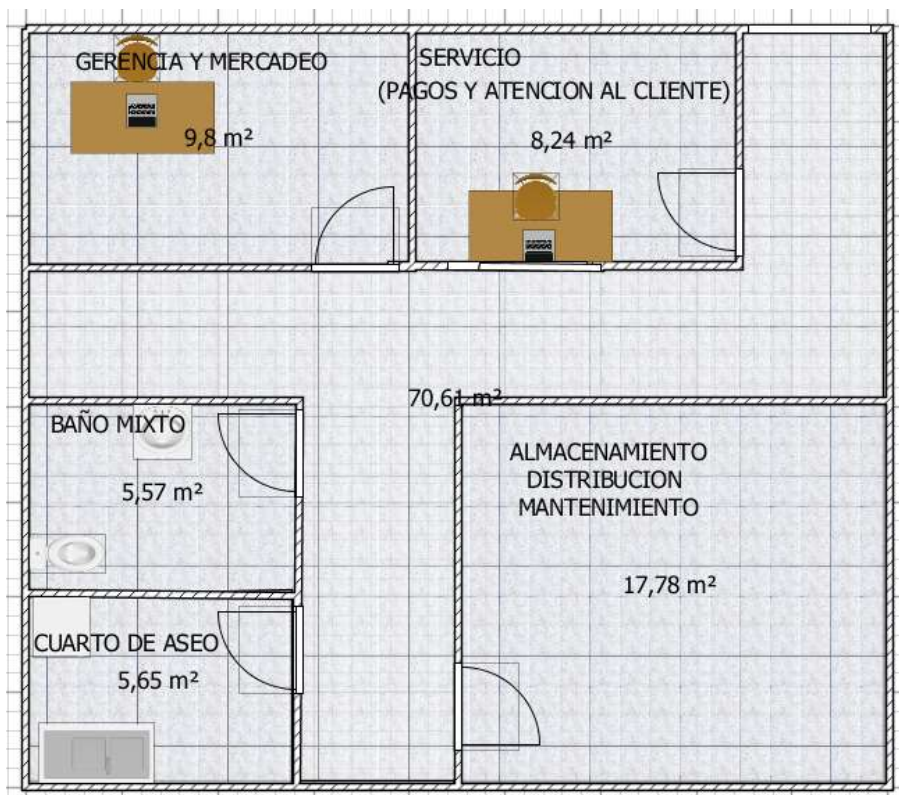 GERENCIA Y MERCADEO
9,8 m²
SERVICIO
(PAGOS Y ATENCION AL CLIENTE)
8,24 m²
70,61 m²
BAÑO MIXTO
5,57 m²
ALMACENAMIENTO
DISTRIBUCION
MANTENIMIENTO
17,78 m²
CUARTO DE ASEO
5,65 m²